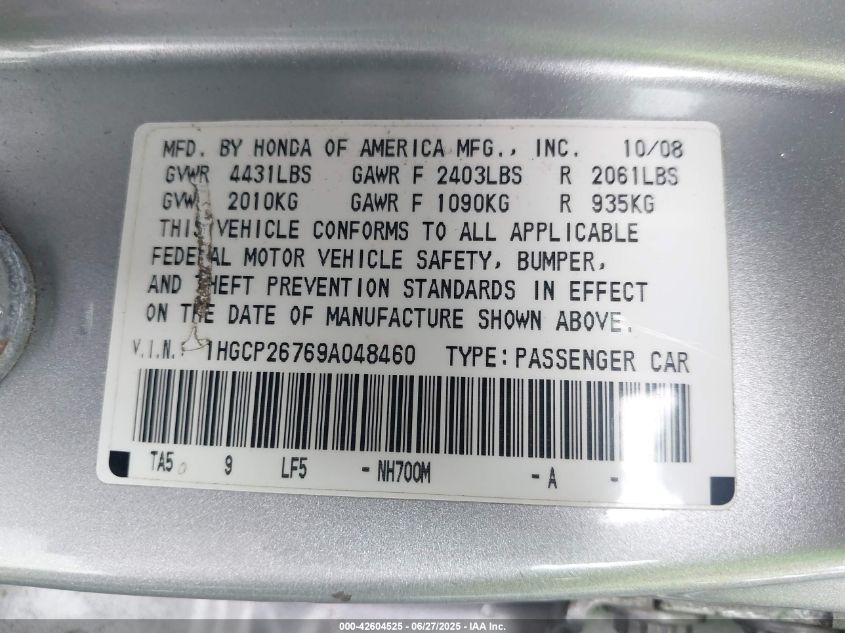 MFD. BY HONDA OF AMERICA MFG., INC. 10/08
GVWR 4431LBS GAWR F 2403LBS R 2061LBS
GVW 2010KG GAWR F 1090KG R 935KG
THIS VEHICLE CONFORMS TO ALL APPLICABLE
FEDERAL MOTOR VEHICLE SAFETY, BUMPER,
AND THEFT PREVENTION STANDARDS IN EFFECT
ON THE DATE OF MANUFACTURE SHOWN ABOVE.
V.I.N.: 1HGCP26769A048460 TYPE:PASSENGER CAR
TA5 9 LF5 - NH700M - A -
000-42604525 - 06/27/2025 - IAA Inc.